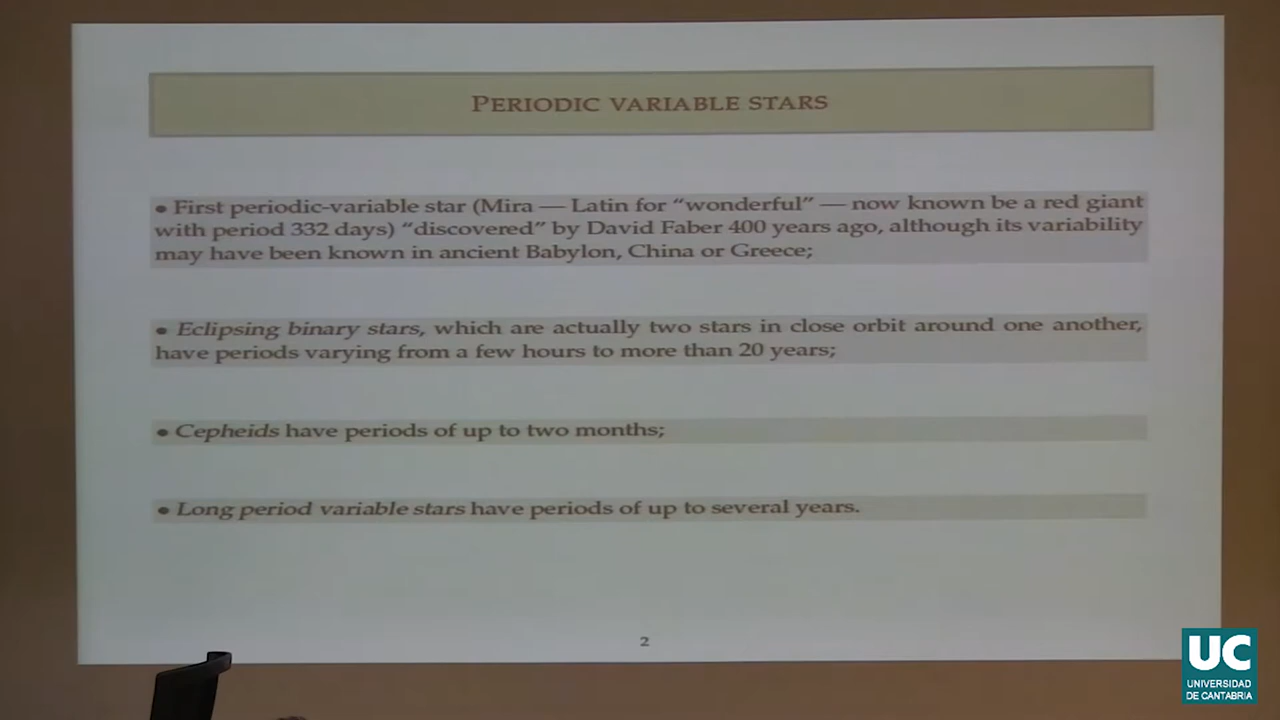 PERIODIC VARIABLE STARS
• First periodic-variable star (Mira — Latin for “wonderful” — now known be a red giant
with period 332 days) “discovered” by David Faber 400 years ago, although its variability
may have been known in ancient Babylon, China or Greece;
• Eclipsing binary stars, which are actually two stars in close orbit around one another,
have periods varying from a few hours to more than 20 years;
• Cepheids have periods of up to two months;
• Long period variable stars have periods of up to several years.
2
UC
UNIVERSIDAD
DE CANTABRIA